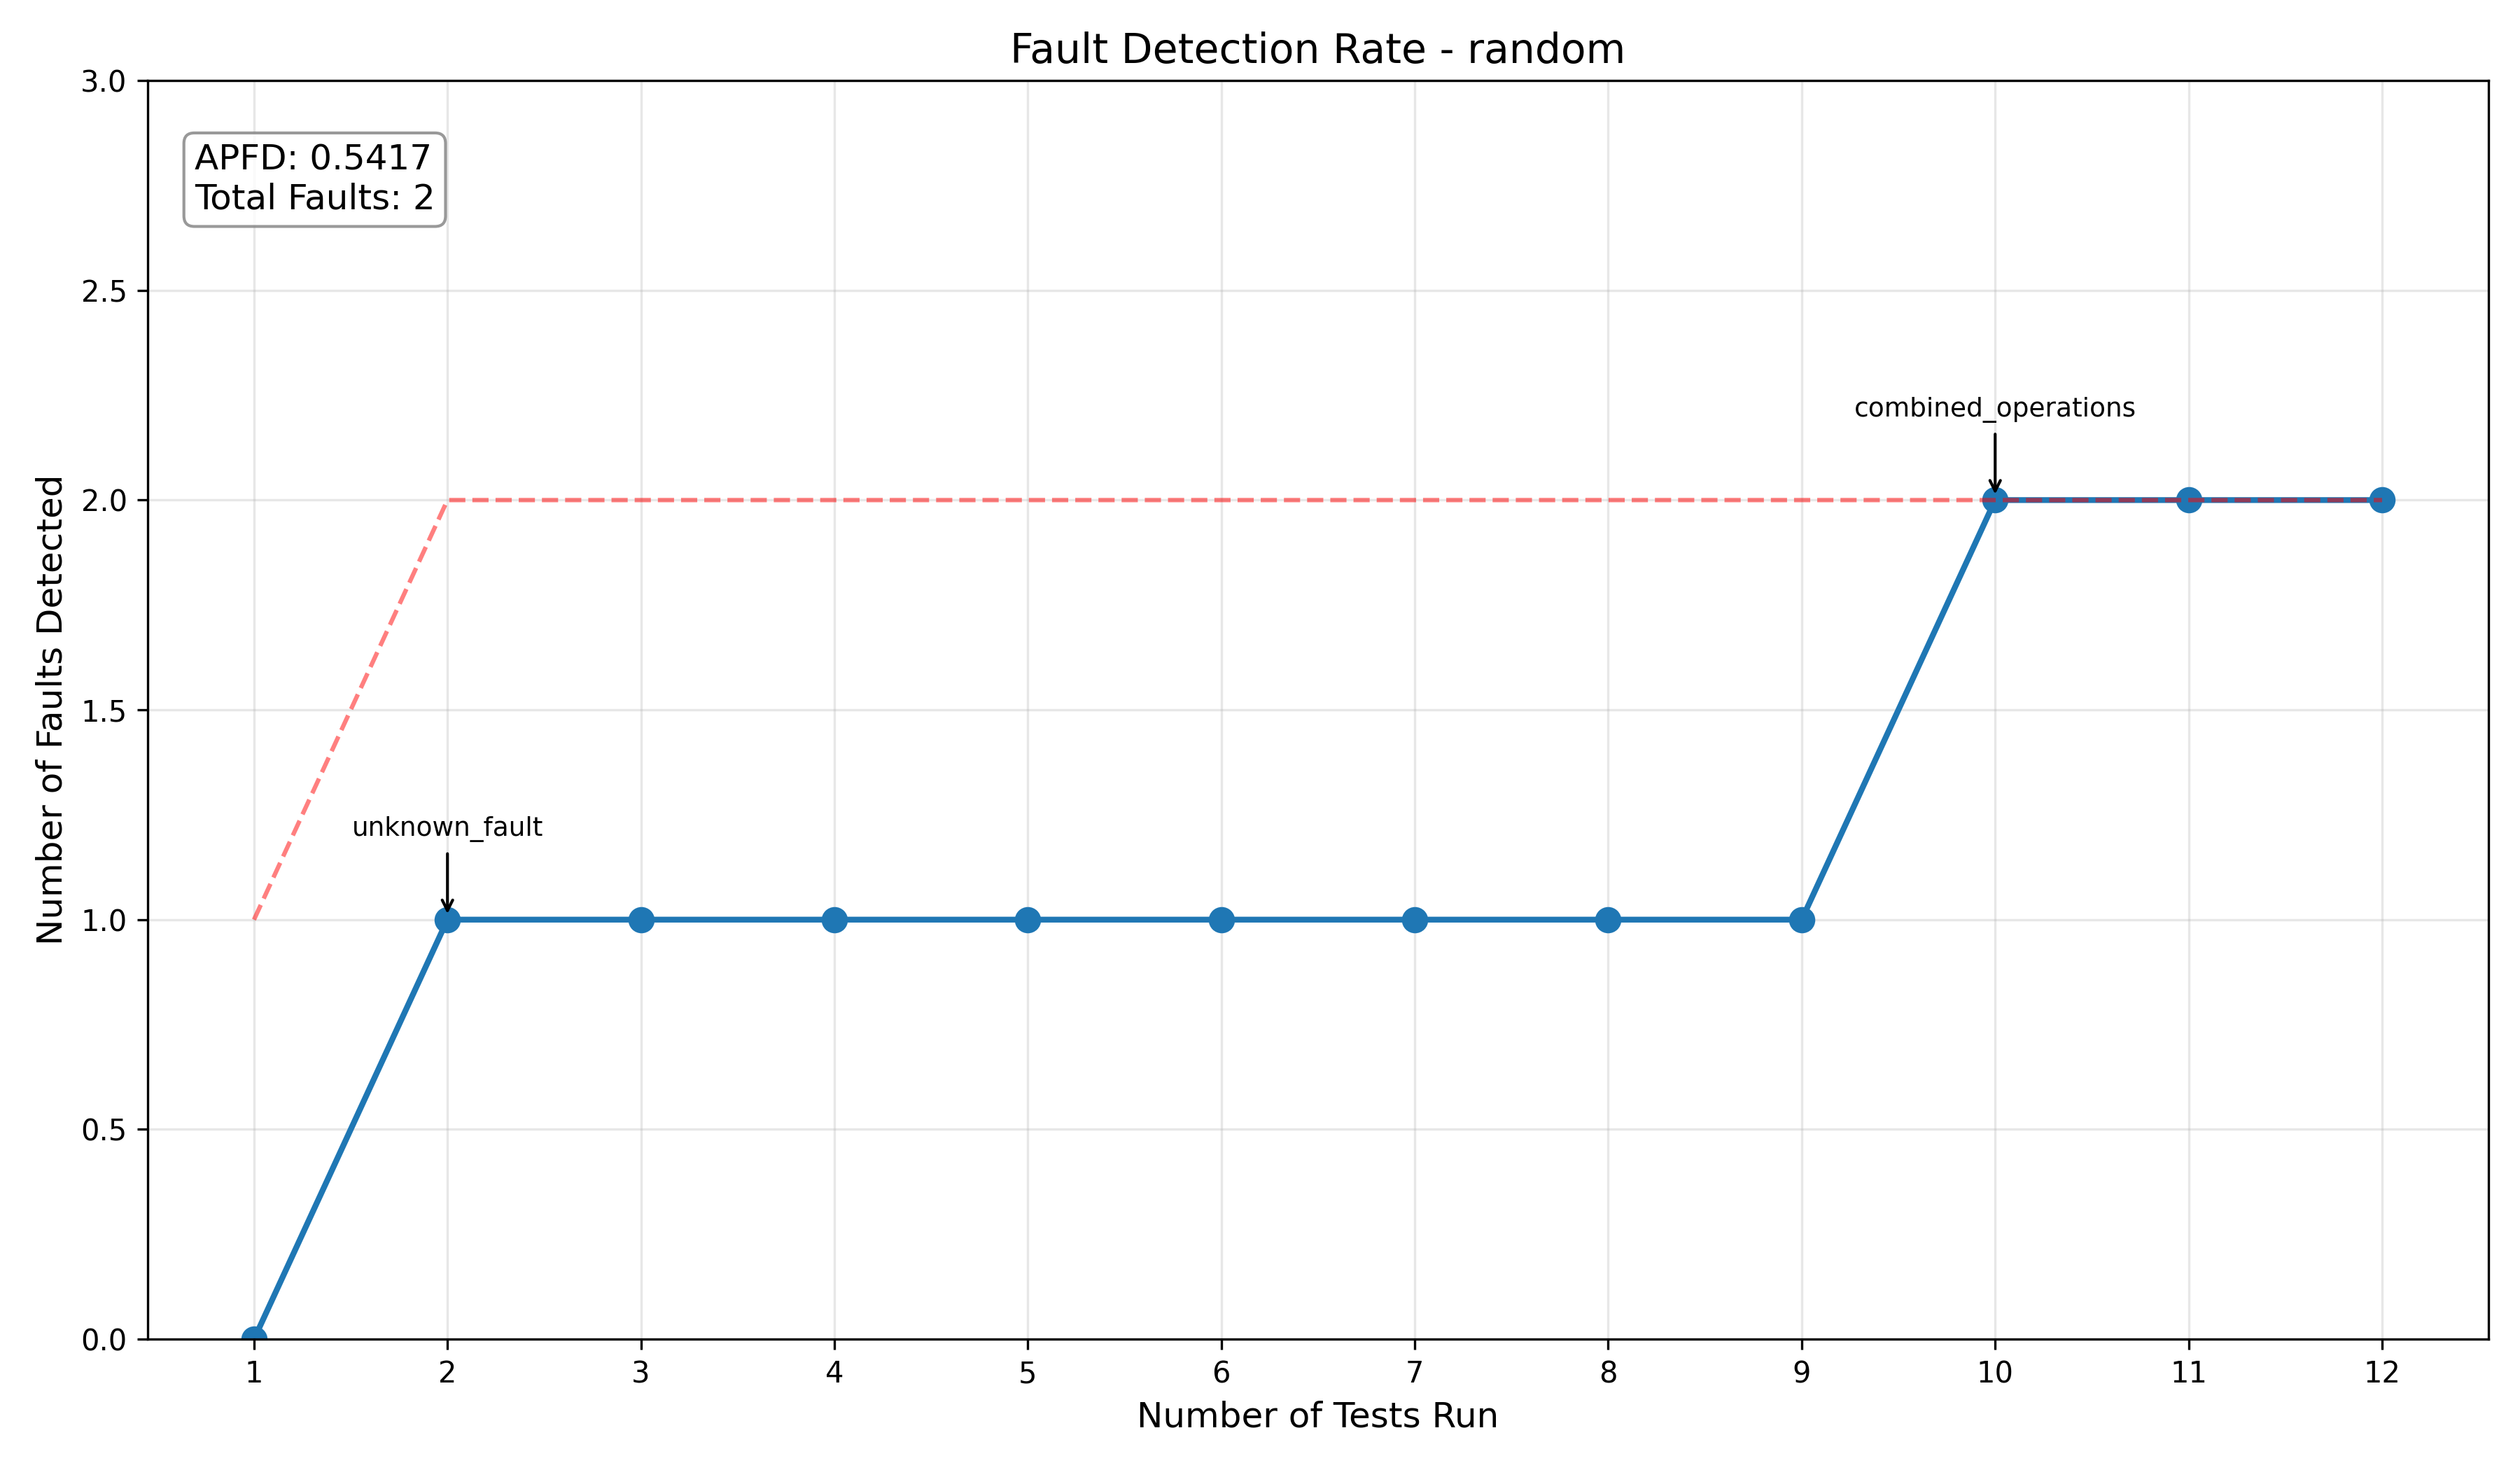 Fault Detection Rate - random
3.0
2.5
2.0
1.5
1.0
0.5
0.0
Number of Faults Detected
APFD: 0.5417
Total Faults: 2
combined_operations
unknown_fault
1 2 3 4 5 6 7 8 9 10 11 12
Number of Tests Run